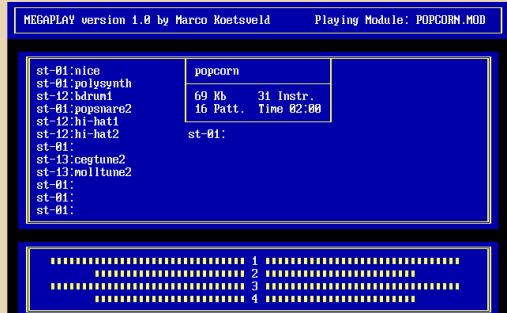 MEGAPLAY version 1.0 by Marco Koetsveld Playing Module: POPCORN.MOD
st-01:nice
st-01:polysynth
st-12:bdrum1
st-01:popsnare2
st-12:hi-hat1
st-12:hi-hat2
st-01:
st-13:cegtune2
st-13:molltune2
st-01:
st-01:
st-01:
popcorn
69 Kb 31 Instr.
16 Patt. Time 02:00
st-01:
1
2
3
4